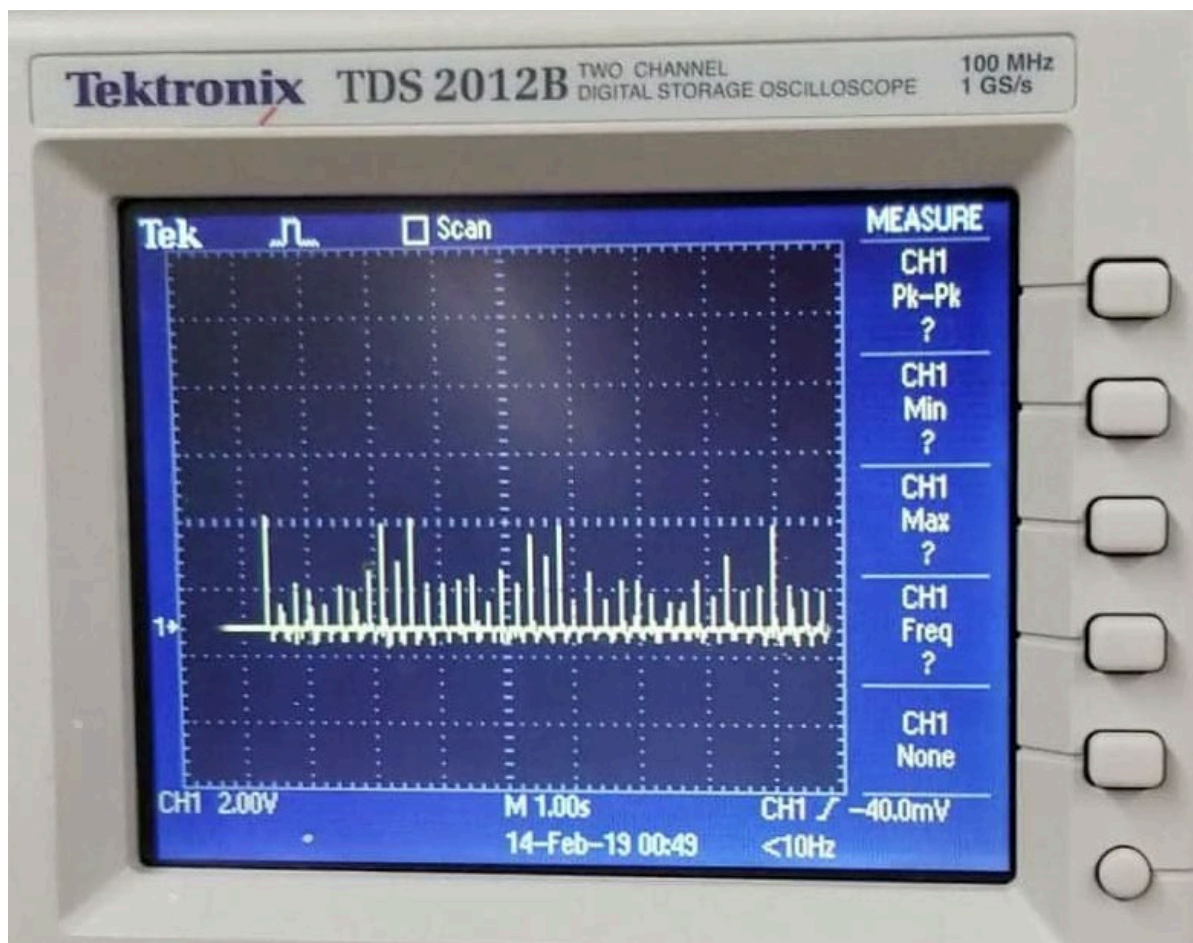 Tektronix TDS 2012B TWO CHANNEL DIGITAL STORAGE OSCILLOSCOPE 100 MHz 1 GS/s
Tek Scan
MEASURE
CH1
Pk-Pk
?
CH1
Min
?
CH1
Max
?
CH1
Freq
?
CH1
None
1
CH1 2.00V M 1.00s CH1 -40.0mV
14-Feb-19 00:49 <10Hz